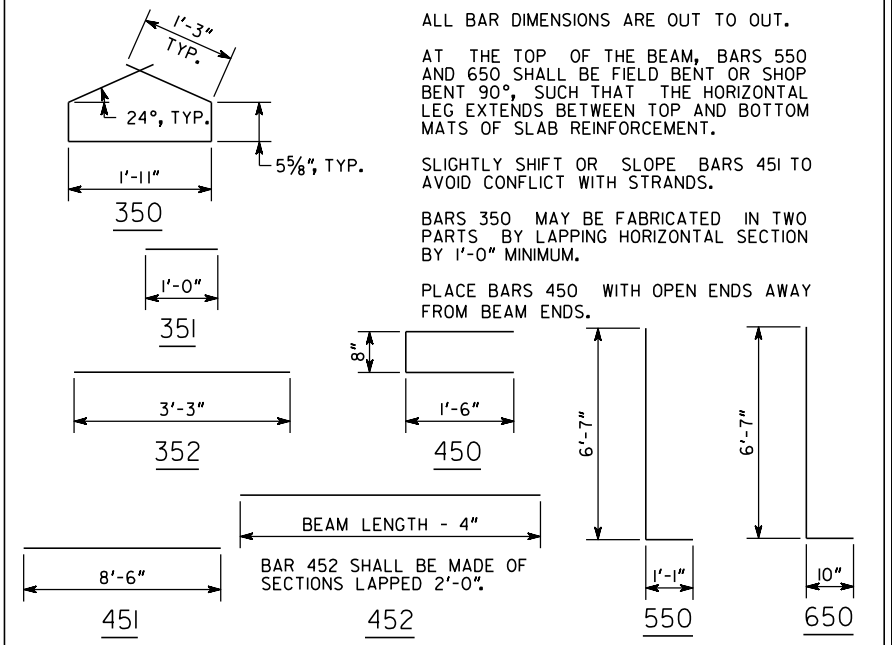 ALL BAR DIMENSIONS ARE OUT TO OUT.
AT THE TOP OF THE BEAM, BARS 550
AND 650 SHALL BE FIELD BENT OR SHOP
BENT 90°, SUCH THAT THE HORIZONTAL
LEG EXTENDS BETWEEN TOP AND BOTTOM
MATS OF SLAB REINFORCEMENT.
SLIGHTLY SHIFT OR SLOPE BARS 451 TO
AVOID CONFLICT WITH STRANDS.
BARS 350 MAY BE FABRICATED IN TWO
PARTS BY LAPPING HORIZONTAL SECTION
BY 1'-0" MINIMUM.
PLACE BARS 450 WITH OPEN ENDS AWAY
FROM BEAM ENDS.
1'-3"
TYP.
24°, TYP.
5⅝", TYP.
1'-11"
350
1'-0"
351
3'-3"
352
8"
1'-6"
450
8'-6"
451
BEAM LENGTH - 4"
BAR 452 SHALL BE MADE OF
SECTIONS LAPPED 2'-0".
452
6'-7"
1'-1"
550
6'-7"
10"
650